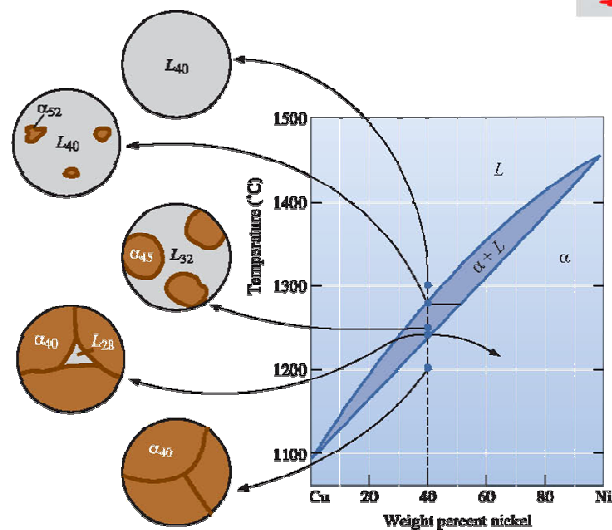 L40
α52
L40
α45
L32
α40
L28
α40
Temperature (°C)
1500
1400
1300
1200
1100
L
α + L
α
Cu
20
40
60
80
Ni
Weight percent nickel